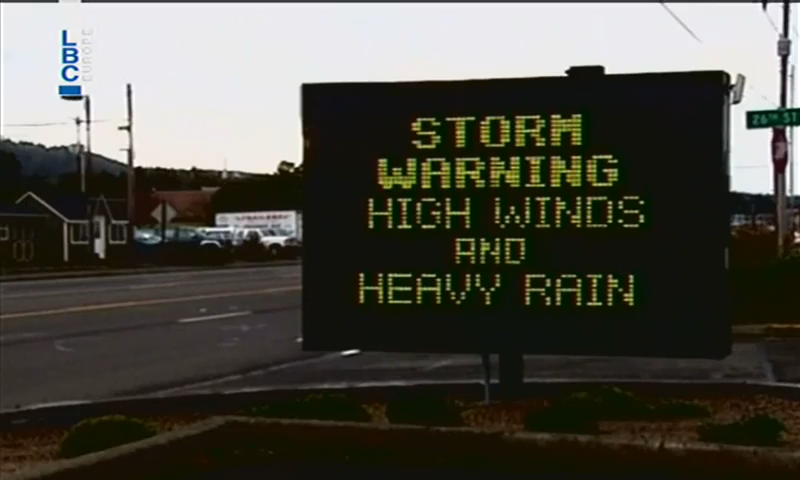 LBC
EUROPE
STORM
WARNING
HIGH WINDS
AND
HEAVY RAIN
26TH ST